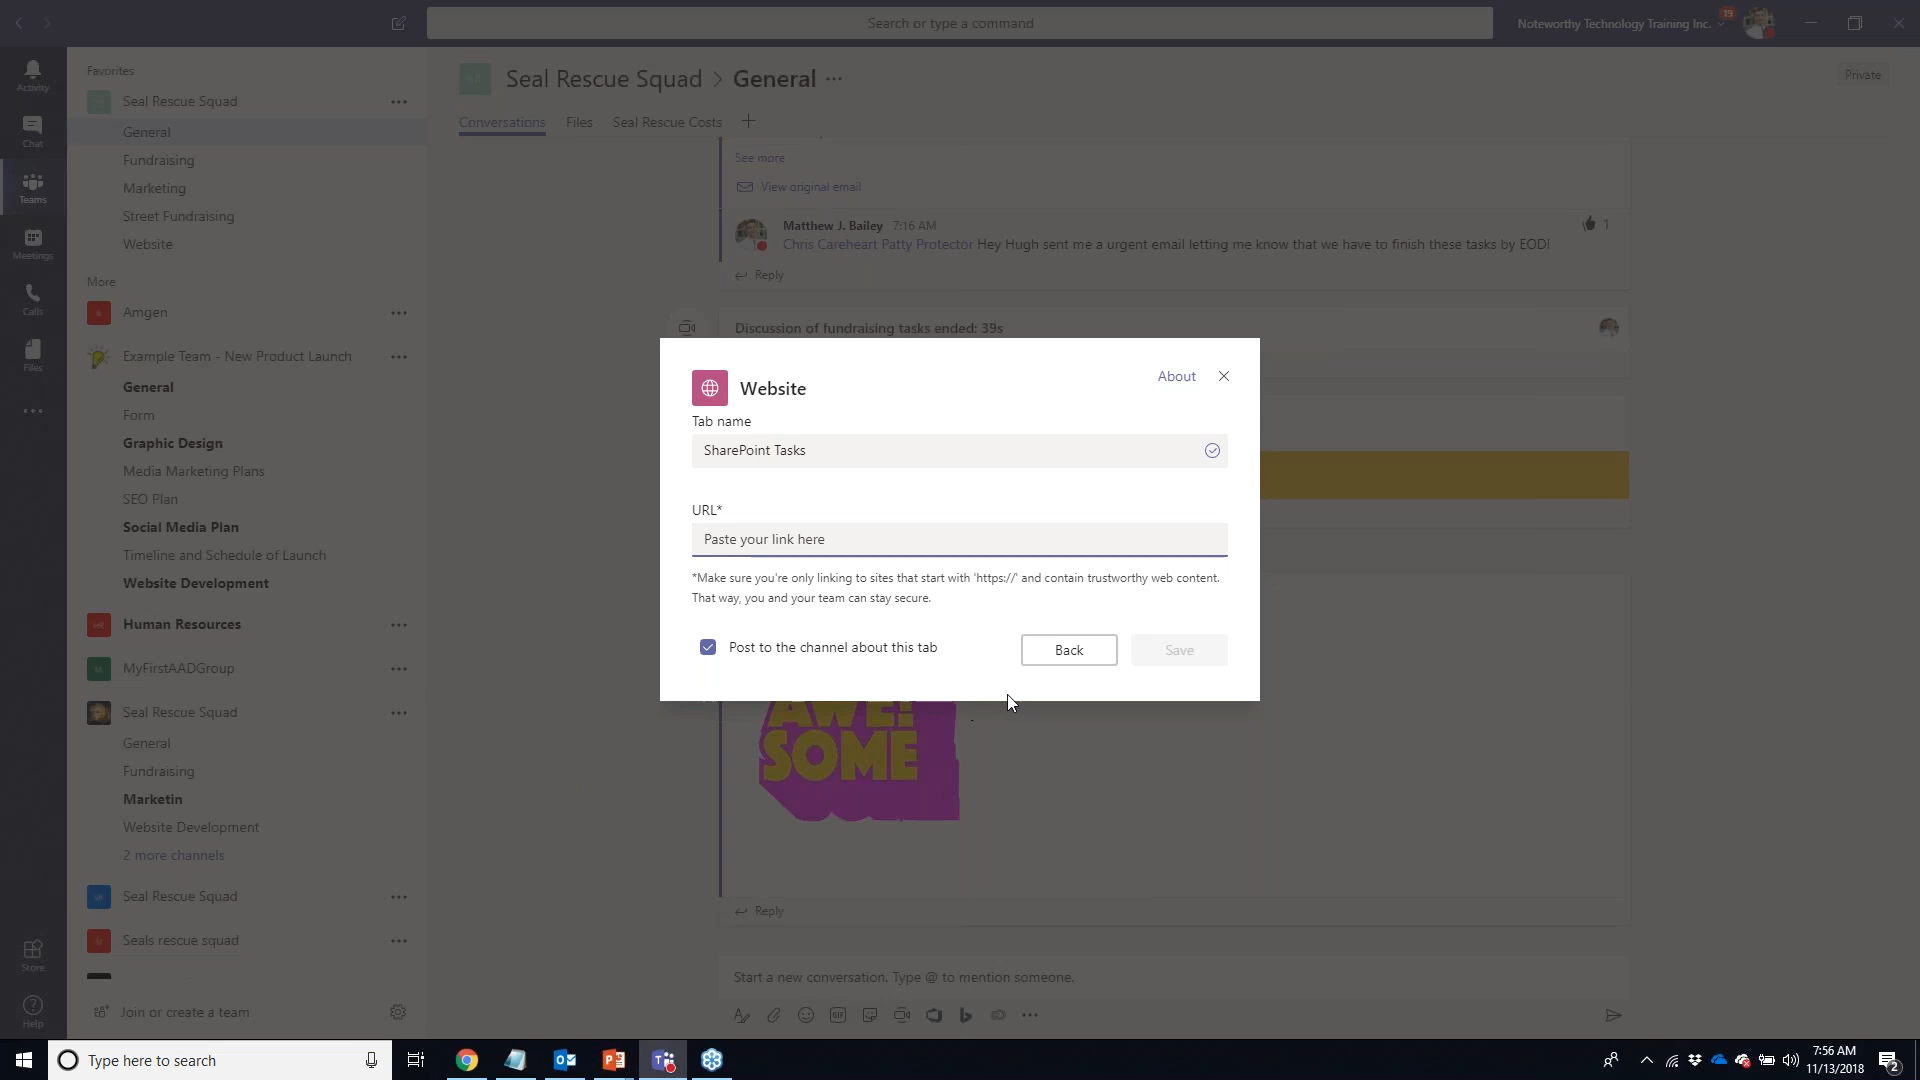 Search or type a command
Noteworthy Technology Training Inc.
19
Activity
Chat
Teams
Meetings
Calls
Files
Store
Help
Favorites
Seal Rescue Squad
General
Fundraising
Marketing
Street Fundraising
Website
More
Amgen
Example Team - New Product Launch
General
Form
Graphic Design
Media Marketing Plans
SEO Plan
Social Media Plan
Timeline and Schedule of Launch
Website Development
Human Resources
MyFirstAADGroup
Seal Rescue Squad
General
Fundraising
Marketin
Website Development
2 more channels
Seal Rescue Squad
Seals rescue squad
Join or create a team
Seal Rescue Squad > General ...
Private
Conversations Files Seal Rescue Costs +
See more
View original email
Matthew J. Bailey 7:16 AM
1
Chris Careheart Patty Protector Hey Hugh sent me a urgent email letting me know that we have to finish these tasks by EOD!
Reply
Discussion of fundraising tasks ended: 39s
Website
About
Tab name
SharePoint Tasks
URL*
Paste your link here
*Make sure you're only linking to sites that start with 'https://' and contain trustworthy web content.
That way, you and your team can stay secure.
Post to the channel about this tab
Back
Save
AWE!
SOME
Reply
Start a new conversation. Type @ to mention someone.
GIF
Type here to search
7:56 AM
11/13/2018
2